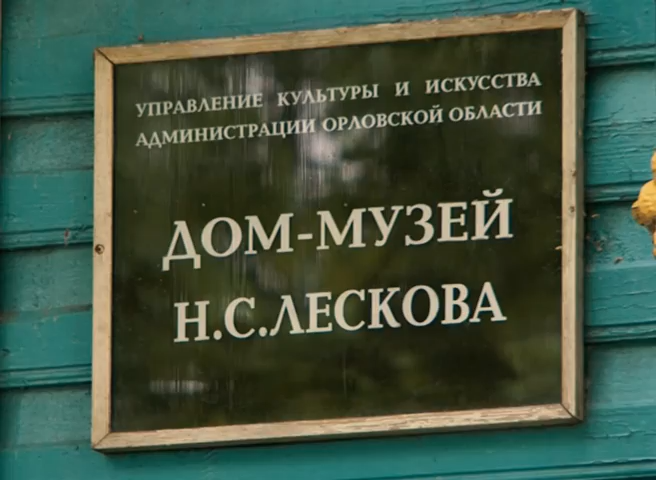 УПРАВЛЕНИЕ КУЛЬТУРЫ И ИСКУССТВА
АДМИНИСТРАЦИИ ОРЛОВСКОЙ ОБЛАСТИ
ДОМ-МУЗЕЙ
Н.С.ЛЕСКОВА